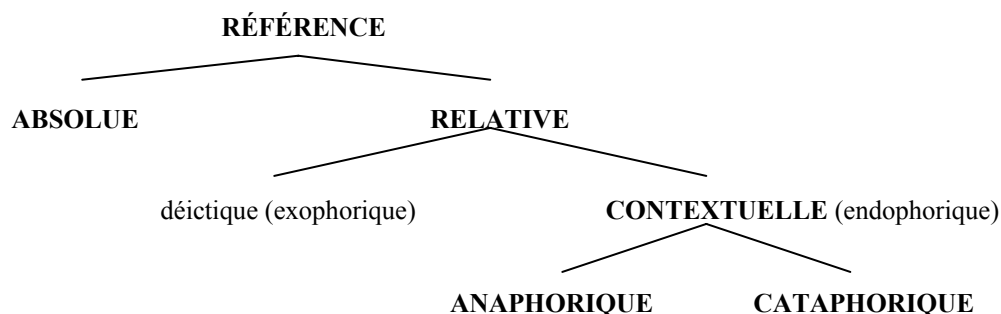 RÉFÉRENCE
ABSOLUE RELATIVE
déictique (exophorique) CONTEXTUELLE (endophorique)
ANAPHORIQUE CATAPHORIQUE